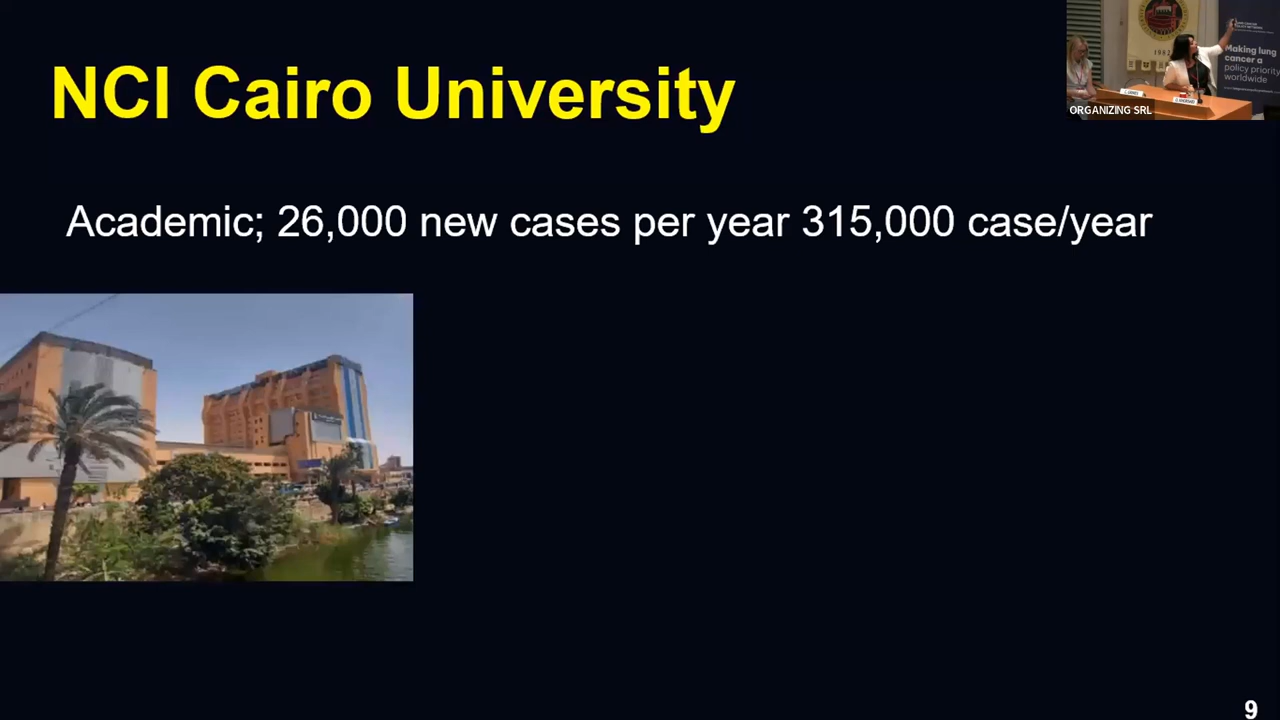 NCI Cairo University
Academic; 26,000 new cases per year 315,000 case/year
1982
Making lung
cancer a
policy priority
worldwide
ORGANIZING SRL
9